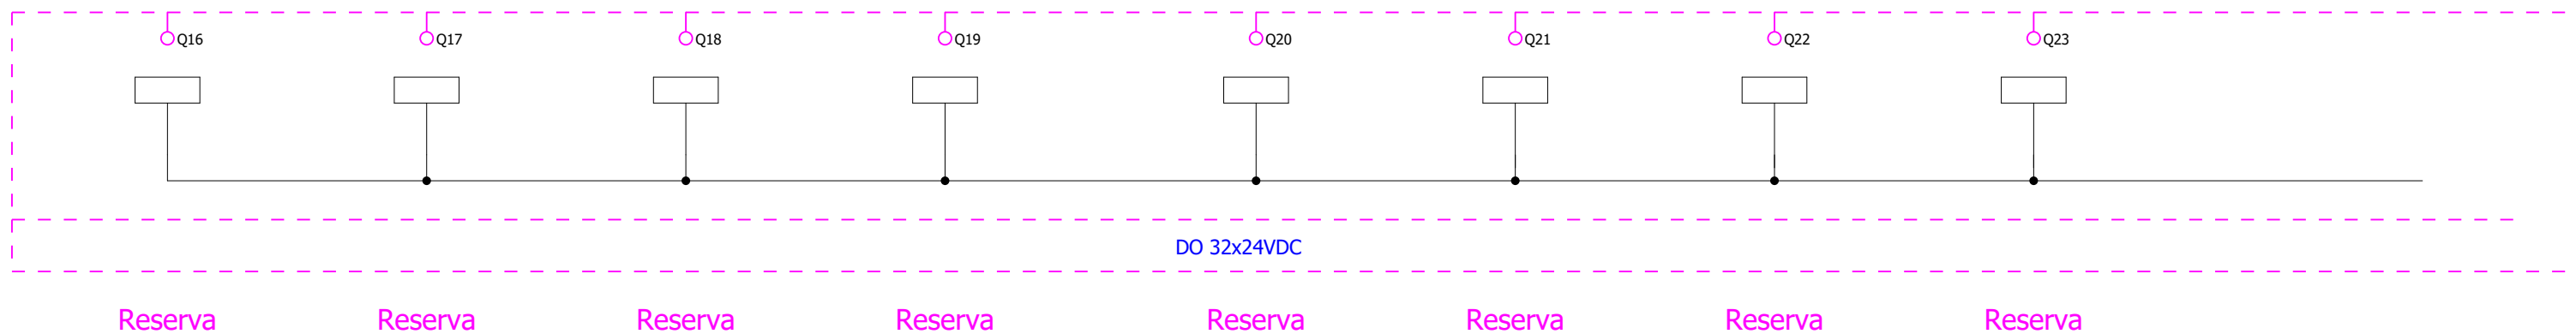 Q16 Q17 Q18 Q19 Q20 Q21 Q22 Q23
DO 32x24VDC
Reserva Reserva Reserva Reserva Reserva Reserva Reserva Reserva